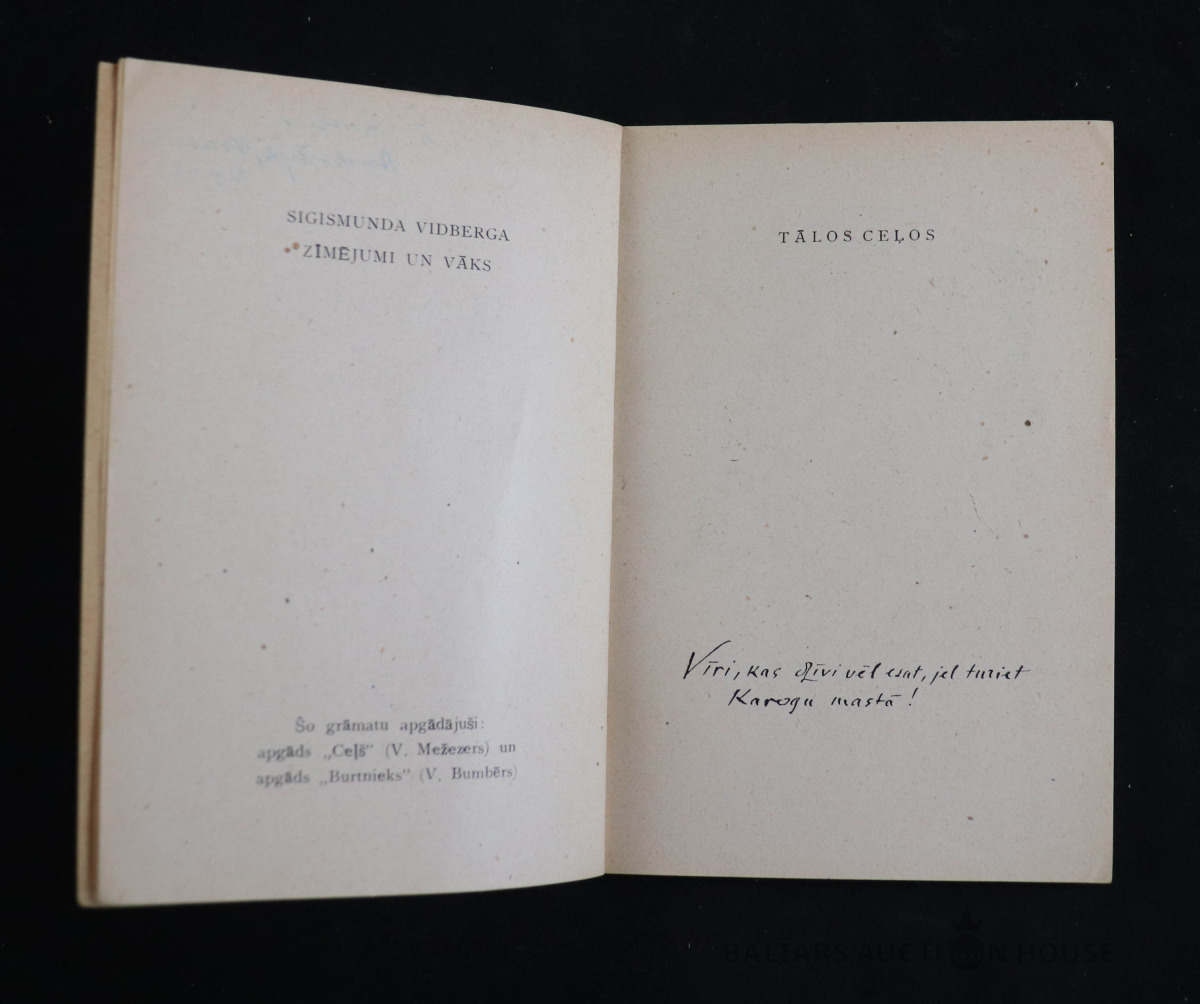 SIGISMUNDA VIDBERGA
ZĪMĒJUMI UN VĀKS
Šo grāmatu apgādājuši:
apgāds „Ceļš” (V. Mežezers) un
apgāds „Burtnieks” (V. Bumbērs)
TĀLOS CEĻOS
Vīri, kas dzīvi vēl esat, jel turiet
Karogu mastā!
BALTARS AUCTION HOUSE